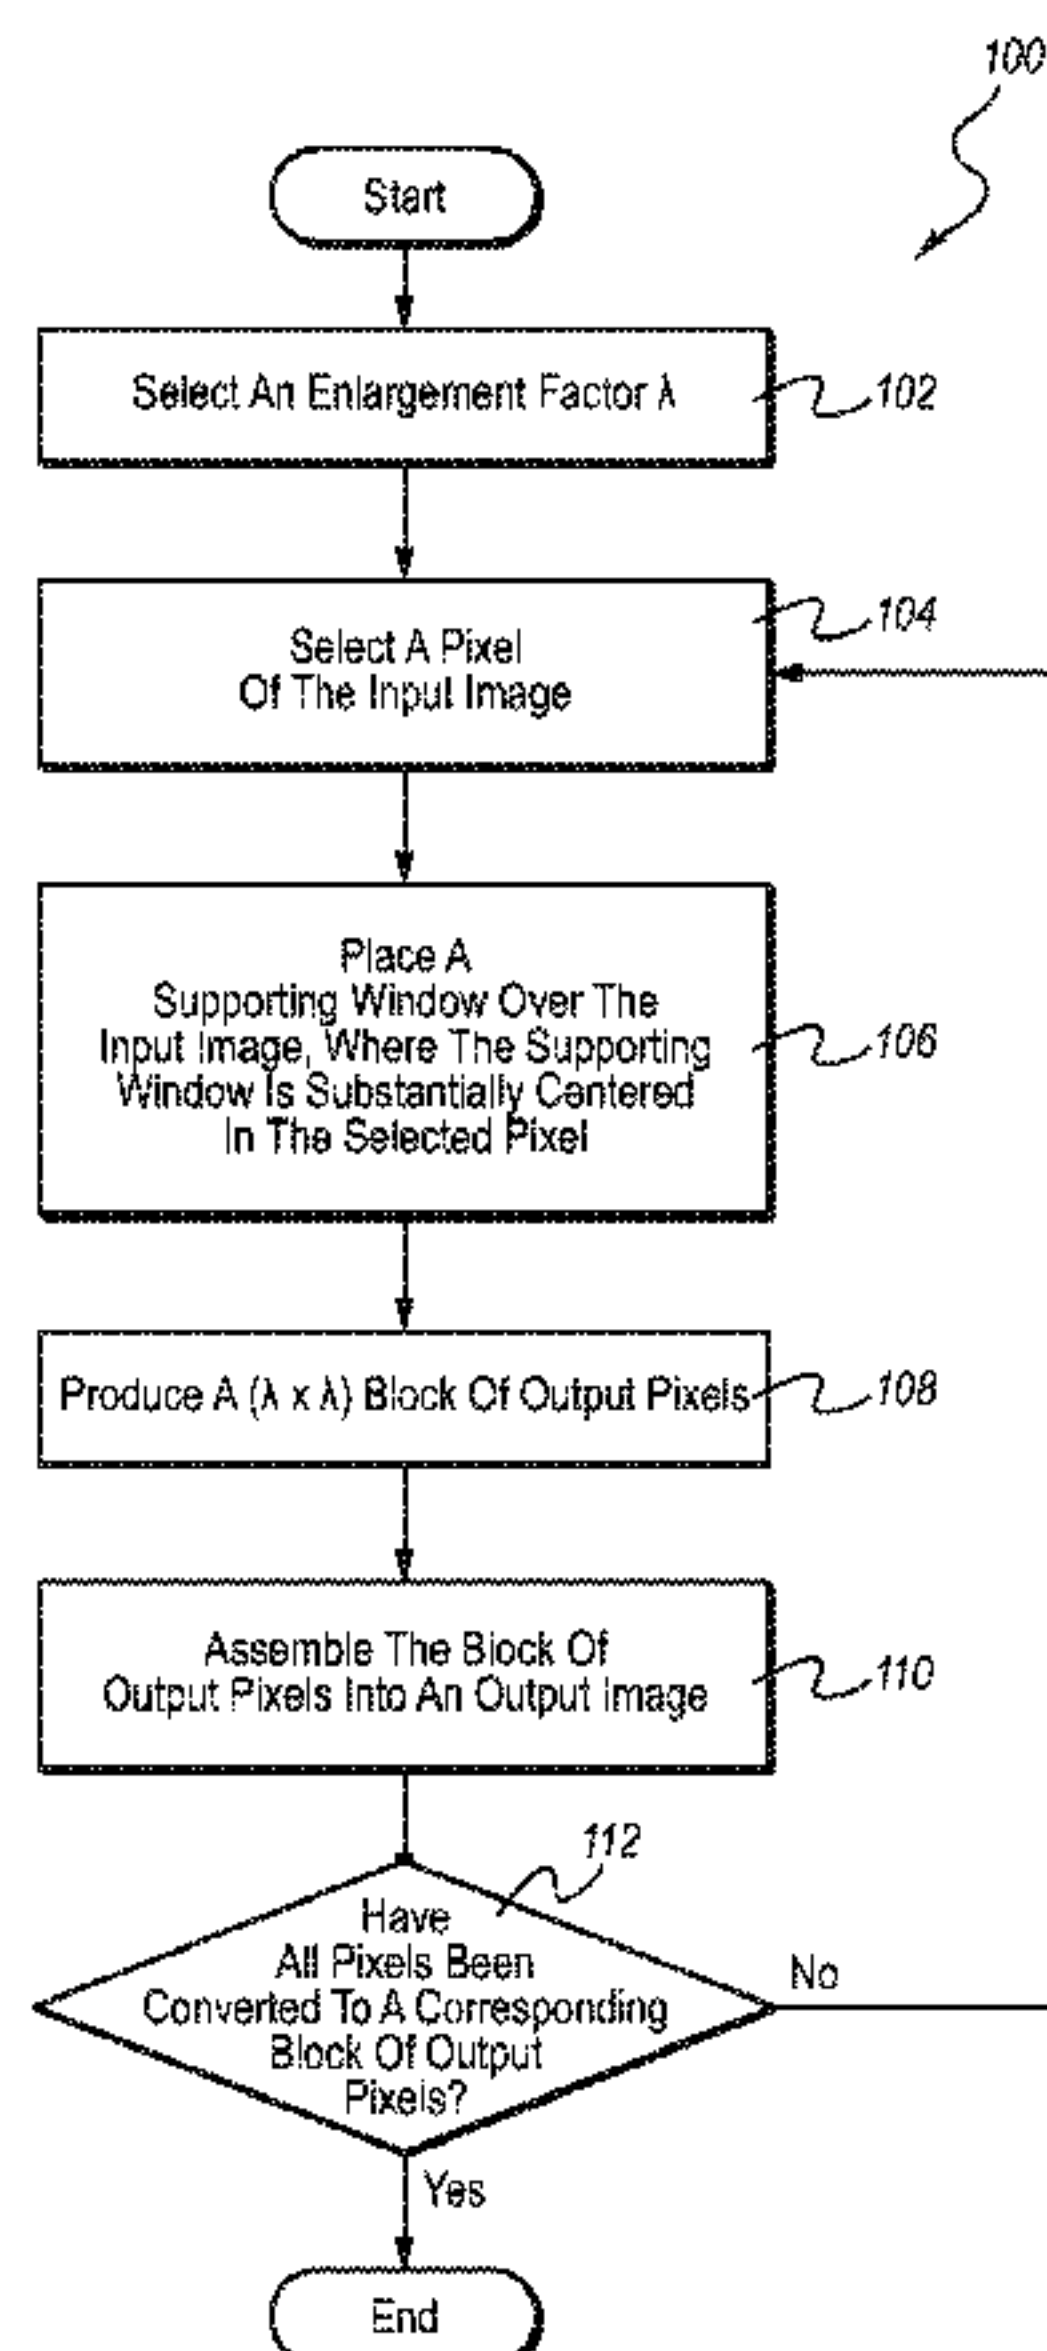 100
Start
Select An Enlargement Factor λ
102
104
Select A Pixel
Of The Input Image
Place A
Supporting Window Over The
Input Image, Where The Supporting
Window Is Substantially Centered
In The Selected Pixel
106
Produce A (λ x λ) Block Of Output Pixels
108
Assemble The Block Of
Output Pixels Into An Output Image
110
112
Have
All Pixels Been
Converted To A Corresponding
Block Of Output
Pixels?
No
Yes
End